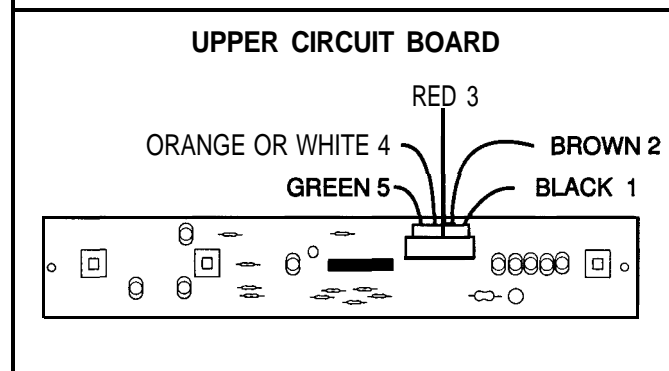 UPPER CIRCUIT BOARD
RED 3
ORANGE OR WHITE 4
BROWN 2
GREEN 5
BLACK 1